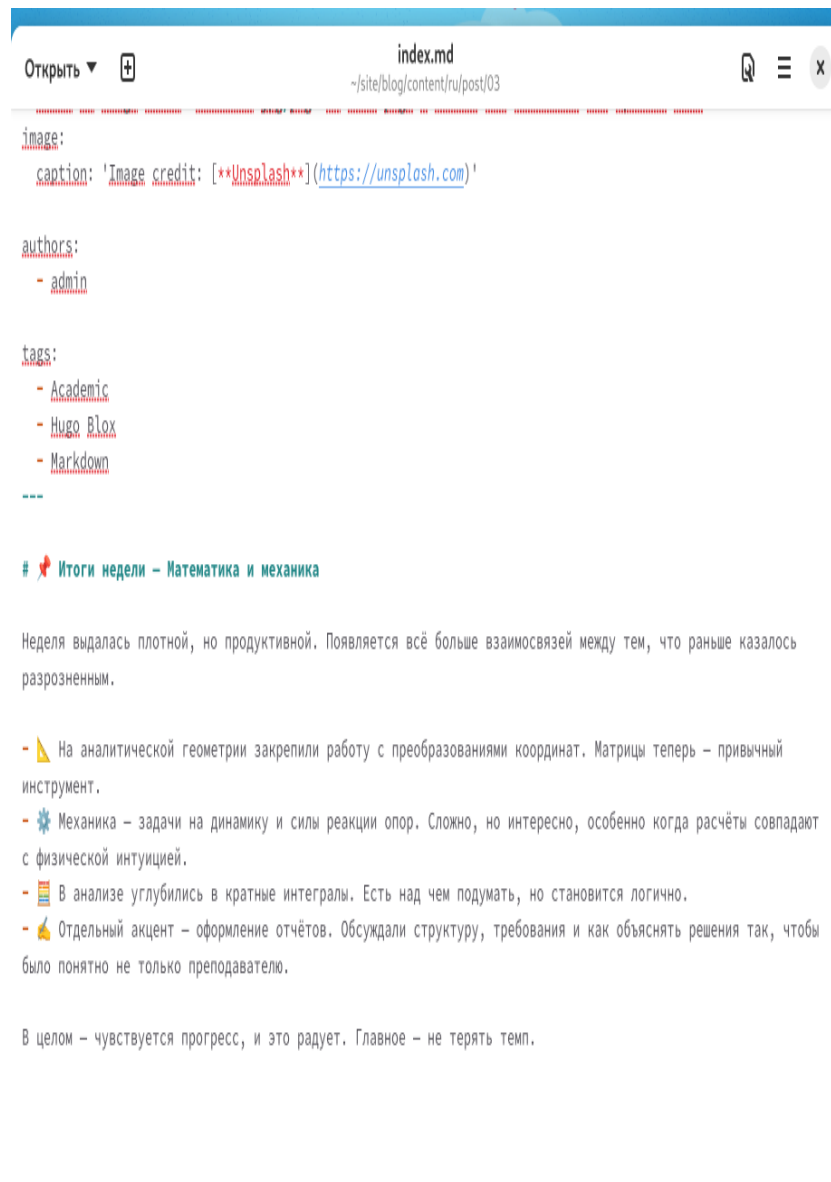 Открыть
index.md
~/site/blog/content/ru/post/03
image:
caption: 'Image credit: [**Unsplash**](https://unsplash.com)'
authors:
- admin
tags:
- Academic
- Hugo Blox
- Markdown
---
# 📌 Итоги недели – Математика и механика
Неделя выдалась плотной, но продуктивной. Появляется всё больше взаимосвязей между тем, что раньше казалось
разрозненным.
- 📐 На аналитической геометрии закрепили работу с преобразованиями координат. Матрицы теперь – привычный
инструмент.
- ⚙️ Механика – задачи на динамику и силы реакции опор. Сложно, но интересно, особенно когда расчёты совпадают
с физической интуицией.
- 🧮 В анализе углубились в кратные интегралы. Есть над чем подумать, но становится логично.
- ✍️ Отдельный акцент – оформление отчётов. Обсуждали структуру, требования и как объяснять решения так, чтобы
было понятно не только преподавателю.
В целом – чувствуется прогресс, и это радует. Главное – не терять темп.